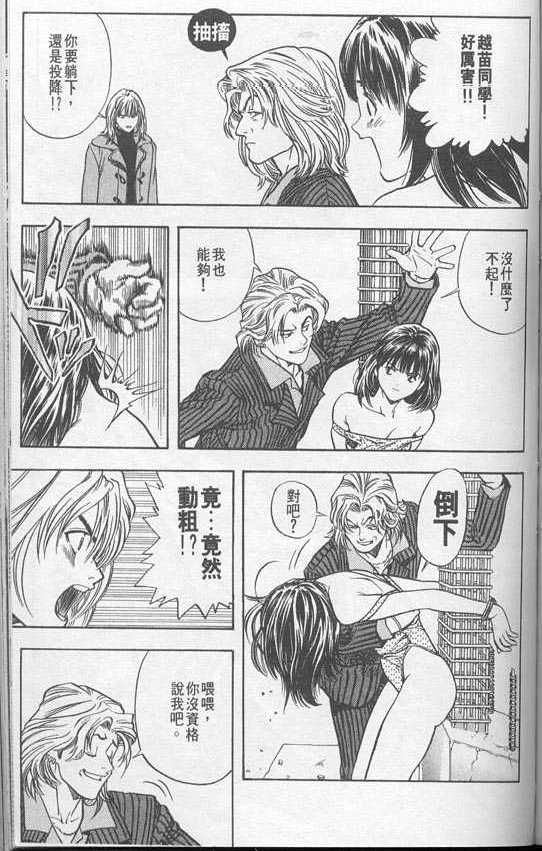 越苗同學！
好厲害!!
抽搐
你要躺下，
還是投降!?
沒什麼了
不起！
我也
能夠！
倒下
對吧？
竟…竟然
動粗!?
喂喂，
你沒資格
說我吧。